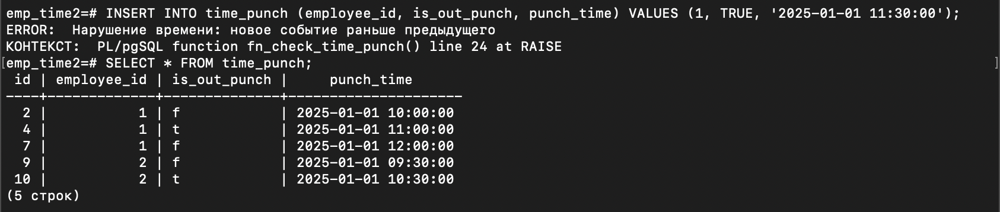 emp_time2=# INSERT INTO time_punch (employee_id, is_out_punch, punch_time) VALUES (1, TRUE, '2025-01-01 11:30:00');
ERROR:  Нарушение времени: новое событие раньше предыдущего
КОНТЕКСТ:  PL/pgSQL function fn_check_time_punch() line 24 at RAISE
[emp_time2=# SELECT * FROM time_punch; ]
 id | employee_id | is_out_punch |     punch_time
----+-------------+--------------+---------------------
  2 |           1 | f            | 2025-01-01 10:00:00
  4 |           1 | t            | 2025-01-01 11:00:00
  7 |           1 | f            | 2025-01-01 12:00:00
  9 |           2 | f            | 2025-01-01 09:30:00
 10 |           2 | t            | 2025-01-01 10:30:00
(5 строк)